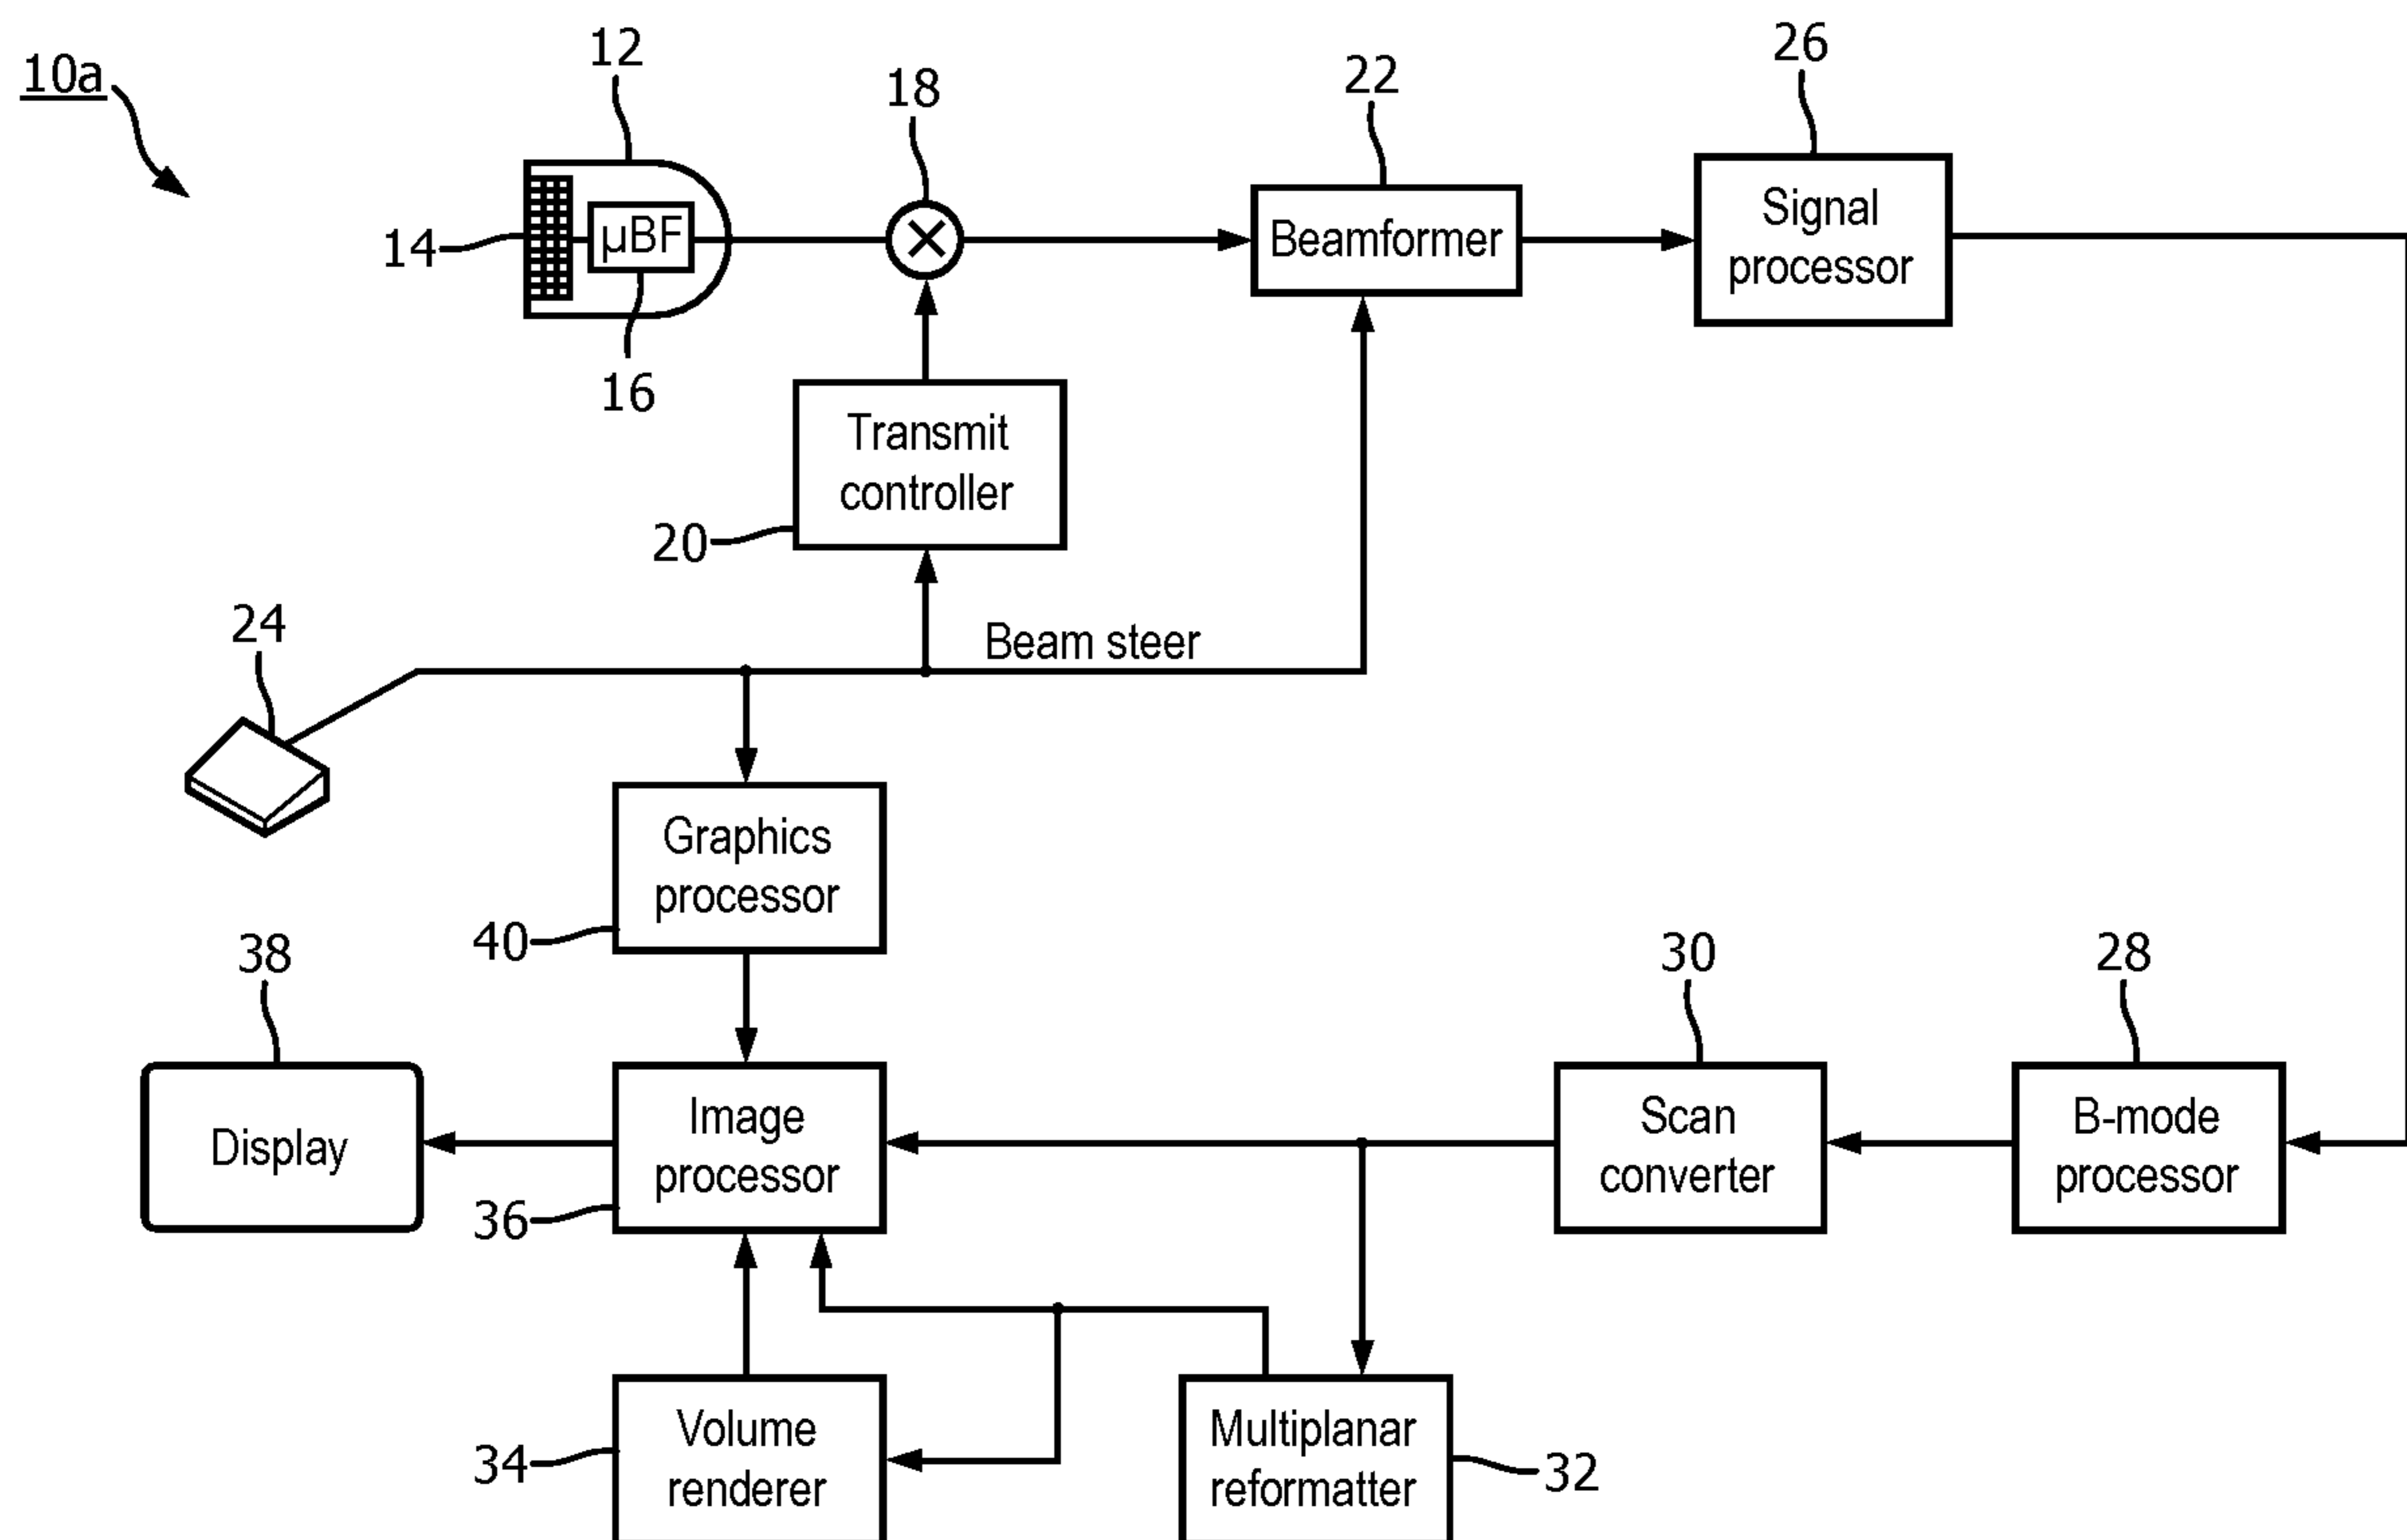 10a
12
18
22
26
14
µBF
16
Beamformer
Signal
processor
Transmit
controller
20
24
Beam steer
Graphics
processor
40
38
30
28
Display
Image
processor
36
Scan
converter
B-mode
processor
Volume
renderer
34
Multiplanar
reformatter
32